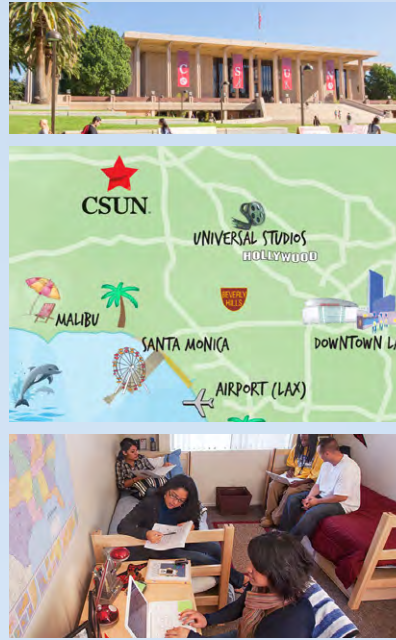 C S U N
CSUN
UNIVERSAL STUDIOS
HOLLYWOOD
BEVERLY
HILLS
MALIBU
SANTA MONICA
DOWNTOWN LA
AIRPORT (LAX)